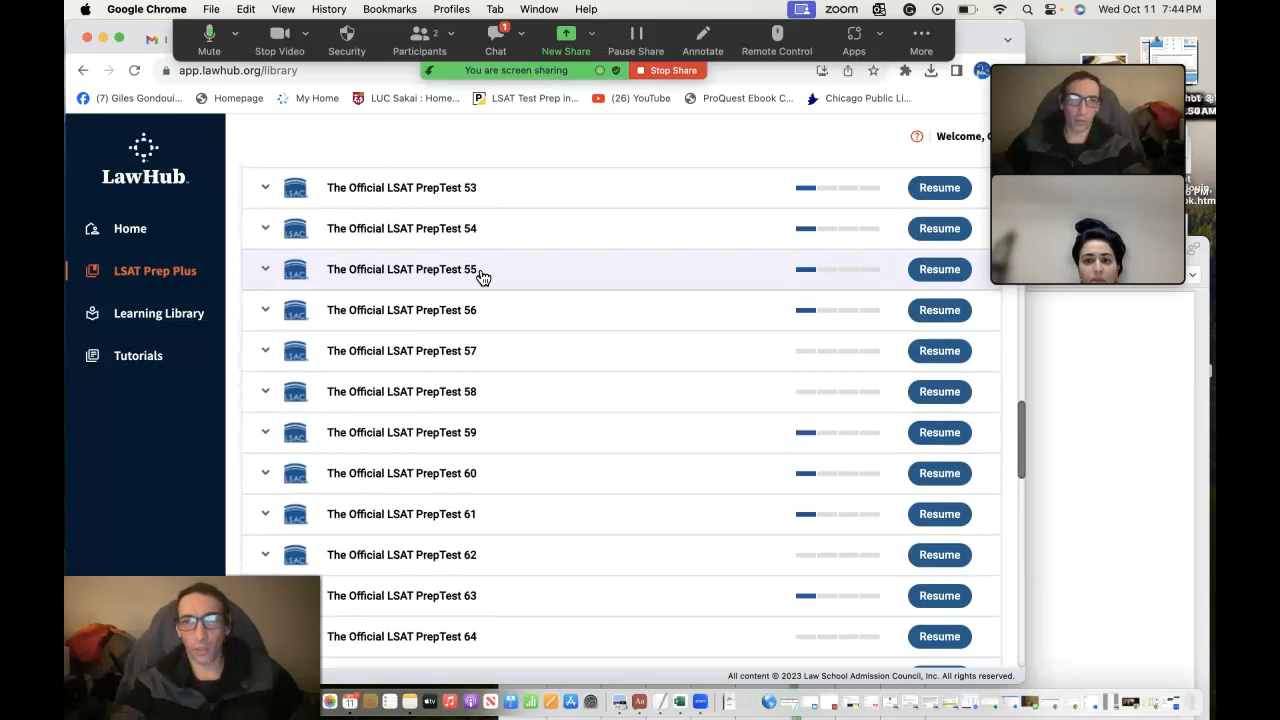 Google Chrome File Edit View History Bookmarks Profiles Tab Window Help zoom Wed Oct 11 7:44PM
Mute Stop Video Security Participants 2 Chat 1 New Share Pause Share Annotate Remote Control Apps More
app.lawhub.org/library You are screen sharing Stop Share
(7) Giles Gondoui... Homepage My Home LUC Sakai : Home... LSAT Test Prep in... (26) YouTube ProQuest Ebook C... Chicago Public Li...
LawHub
Welcome,
Home
LSAT Prep Plus
Learning Library
Tutorials
The Official LSAT PrepTest 53 Resume
The Official LSAT PrepTest 54 Resume
The Official LSAT PrepTest 55 Resume
The Official LSAT PrepTest 56 Resume
The Official LSAT PrepTest 57 Resume
The Official LSAT PrepTest 58 Resume
The Official LSAT PrepTest 59 Resume
The Official LSAT PrepTest 60 Resume
The Official LSAT PrepTest 61 Resume
The Official LSAT PrepTest 62 Resume
The Official LSAT PrepTest 63 Resume
The Official LSAT PrepTest 64 Resume
All content © 2023 Law School Admission Council, Inc. All rights reserved.